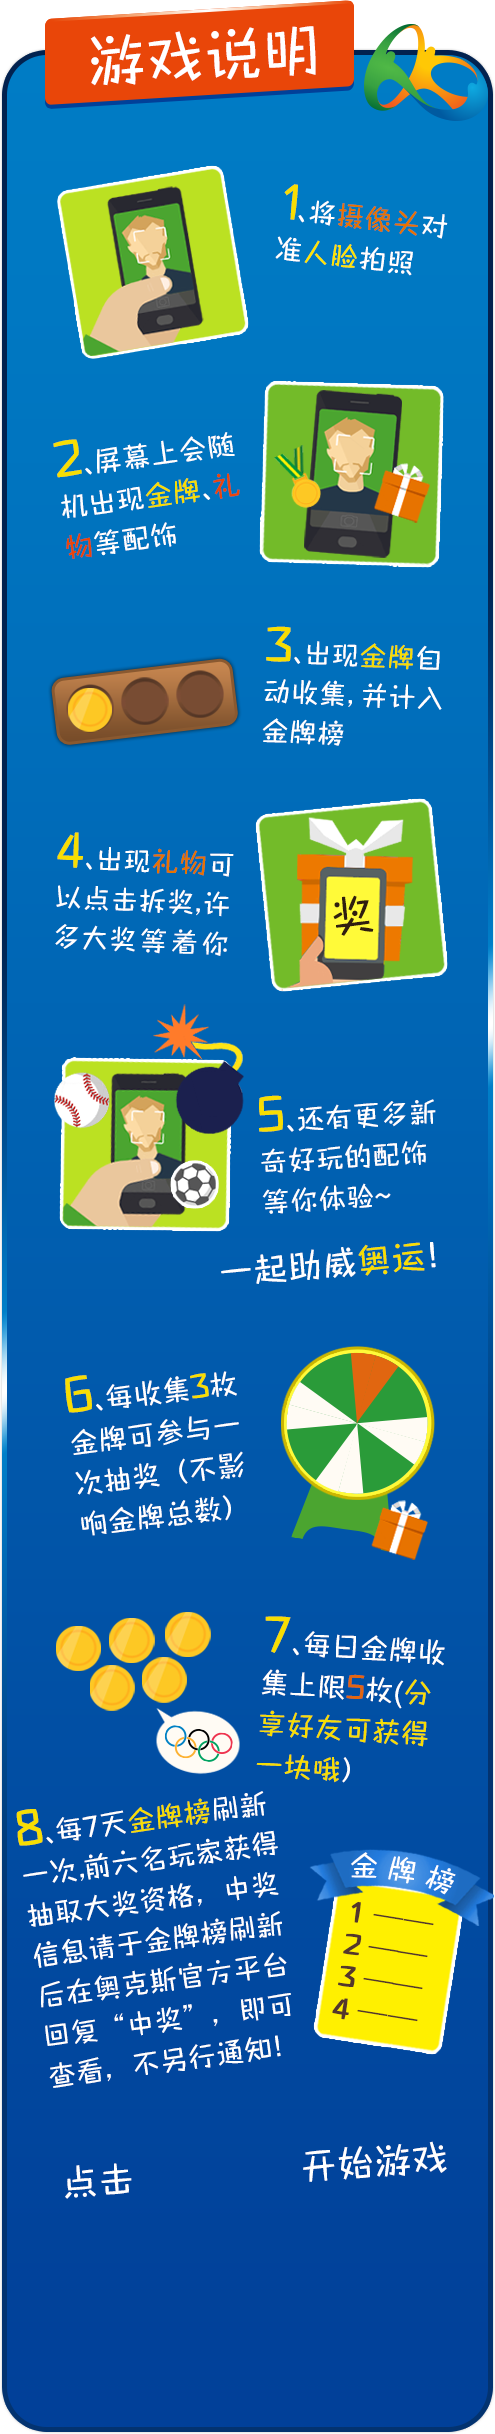 游戏说明
1、将摄像头对
准人脸拍照
2、屏幕上会随
机出现金牌、礼
物等配饰
3、出现金牌自
动收集，并计入
金牌榜
4、出现礼物可
以点击拆奖,许
多大奖等着你
奖
5、还有更多新
奇好玩的配饰
等你体验~
一起助威奥运!
6、每收集3枚
金牌可参与一
次抽奖（不影
响金牌总数）
7、每日金牌收
集上限5枚(分
享好友可获得
一块哦)
8、每7天金牌榜刷新
一次,前六名玩家获得
抽取大奖资格，中奖
信息请于金牌榜刷新
后在奥克斯官方平台
回复“中奖”，即可
查看，不另行通知!
金牌榜
1
2
3
4
点击
开始游戏